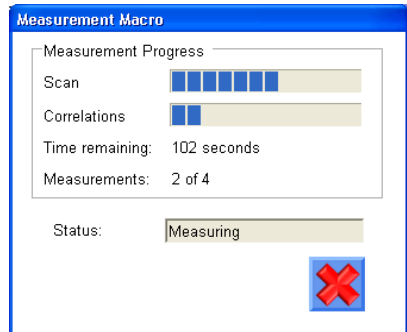 Measurement Macro
Measurement Progress
Scan
Correlations
Time remaining: 102 seconds
Measurements: 2 of 4
Status: Measuring